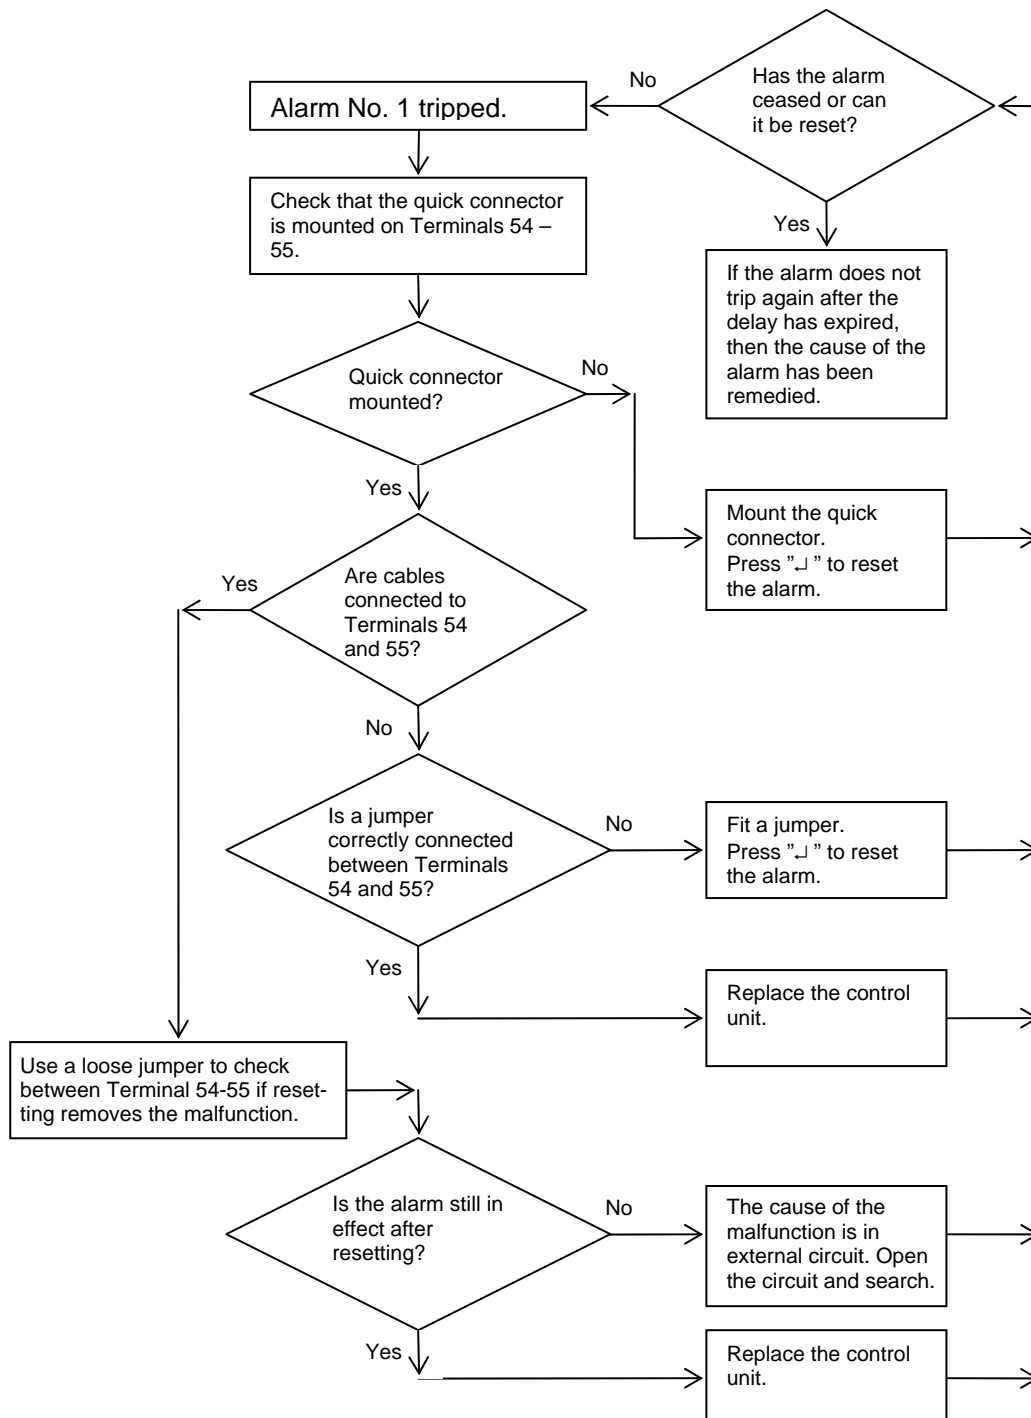 Has the alarm
ceased or can
it be reset?
No
Alarm No. 1 tripped.
Check that the quick connector
is mounted on Terminals 54 –
55.
Yes
If the alarm does not
trip again after the
delay has expired,
then the cause of the
alarm has been
remedied.
Quick connector
mounted?
No
Yes
Mount the quick
connector.
Press ”↵ ” to reset
the alarm.
Are cables
connected to
Terminals 54
and 55?
Yes
No
Is a jumper
correctly connected
between Terminals
54 and 55?
No
Fit a jumper.
Press ”↵ ” to reset
the alarm.
Yes
Replace the control
unit.
Use a loose jumper to check
between Terminal 54-55 if reset-
ting removes the malfunction.
Is the alarm still in
effect after
resetting?
No
The cause of the
malfunction is in
external circuit. Open
the circuit and search.
Yes
Replace the control
unit.